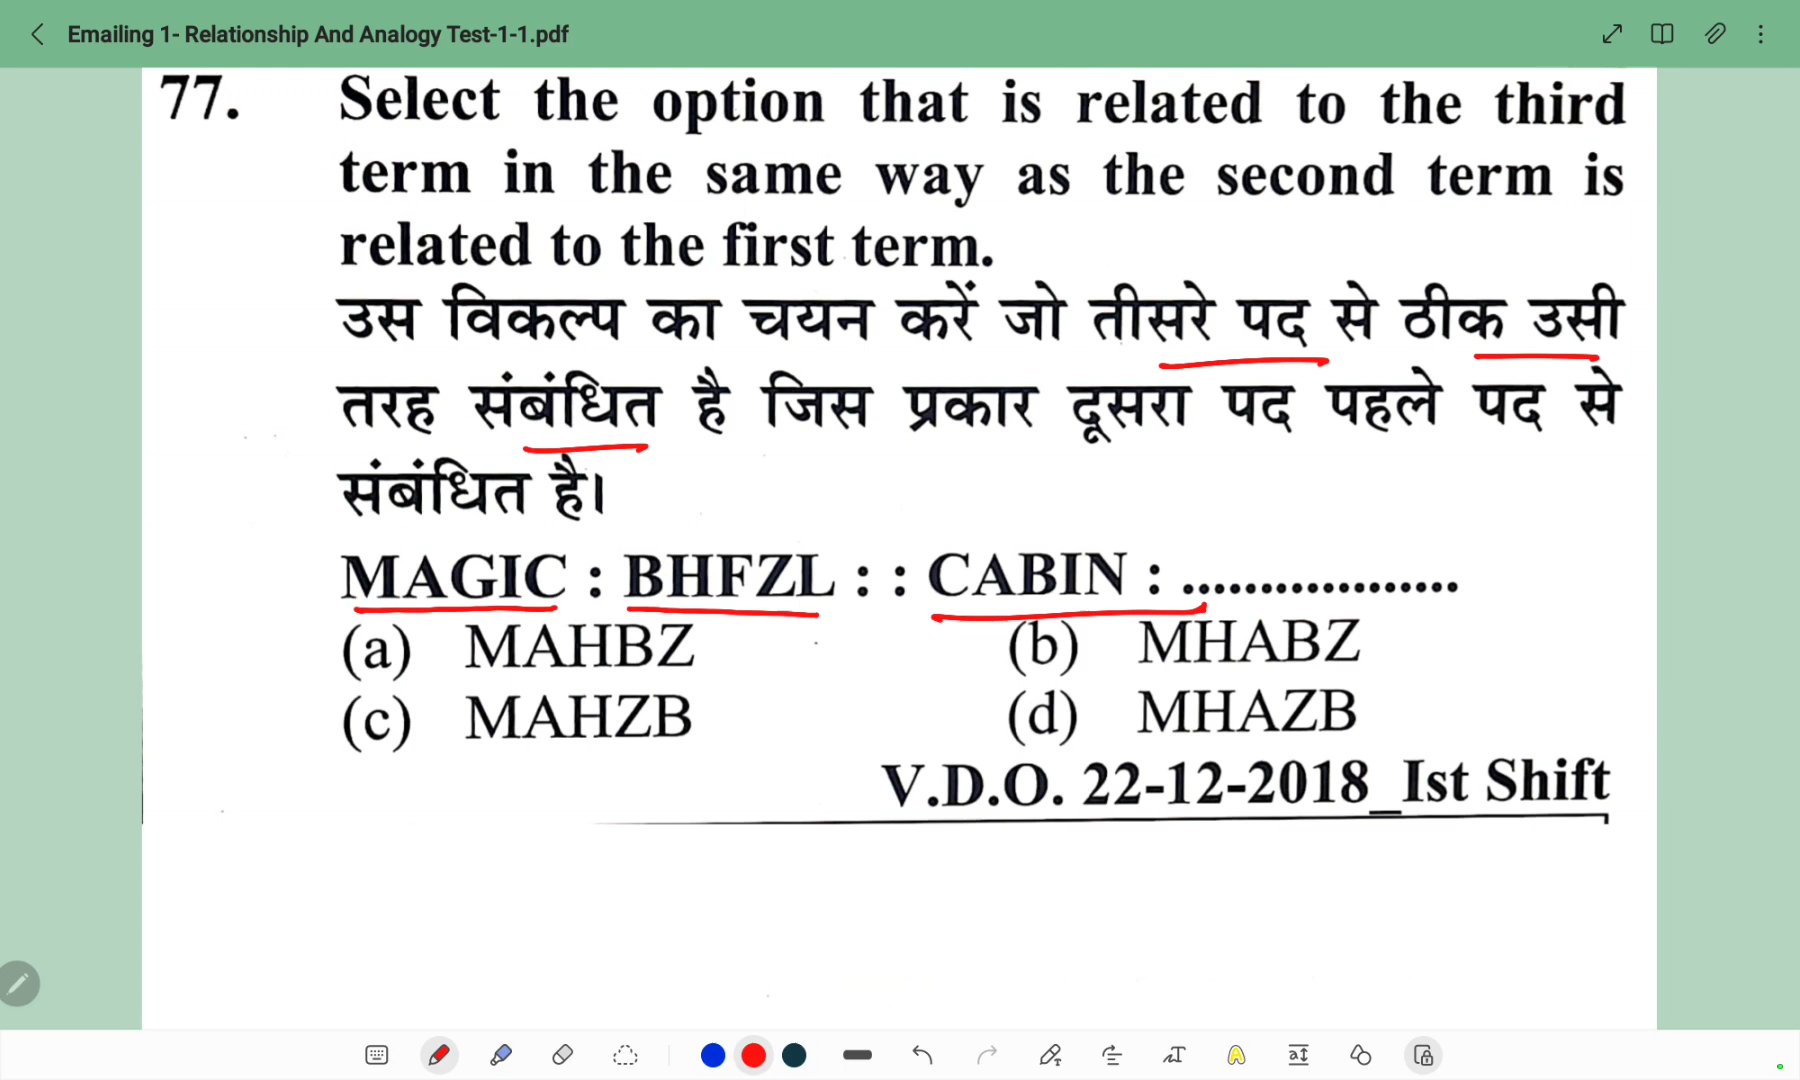 Emailing 1- Relationship And Analogy Test-1-1.pdf
77. Select the option that is related to the third
term in the same way as the second term is
related to the first term.
उस विकल्प का चयन करें जो तीसरे पद से ठीक उसी
तरह संबंधित है जिस प्रकार दूसरा पद पहले पद से
संबंधित है।
MAGIC : BHFZL : : CABIN : ..................
(a) MAHBZ (b) MHABZ
(c) MAHZB (d) MHAZB
V.D.O. 22-12-2018_Ist Shift